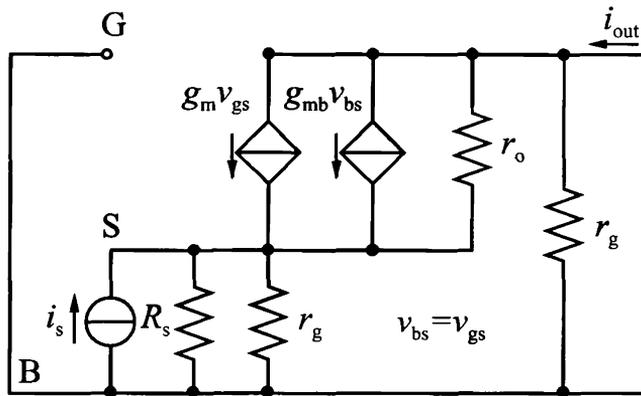 G
i_out
g_m v_gs
g_mb v_bs
r_o
S
r_g
i_s
R_s
r_g
v_bs=v_gs
B